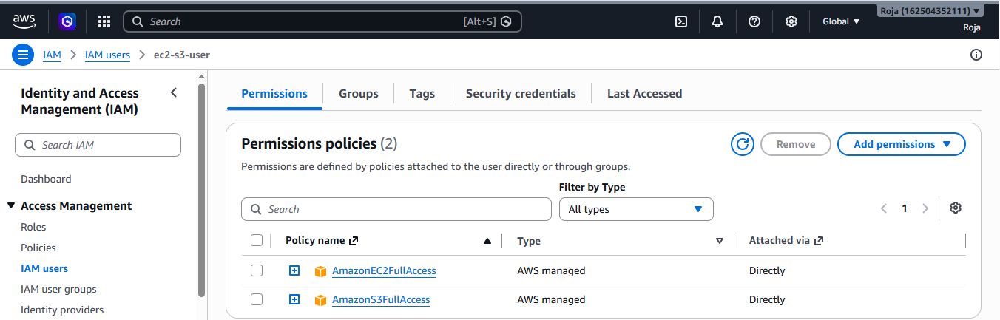 aws
Search [Alt+S]
Global
Roja (162504352111)
Roja
IAM
IAM users
ec2-s3-user
Identity and Access
Management (IAM)
Search IAM
Dashboard
Access Management
Roles
Policies
IAM users
IAM user groups
Identity providers
Permissions Groups Tags Security credentials Last Accessed
Permissions policies (2)
Remove
Add permissions
Permissions are defined by policies attached to the user directly or through groups.
Filter by Type
Search
All types
1
Policy name Type Attached via
AmazonEC2FullAccess AWS managed Directly
AmazonS3FullAccess AWS managed Directly